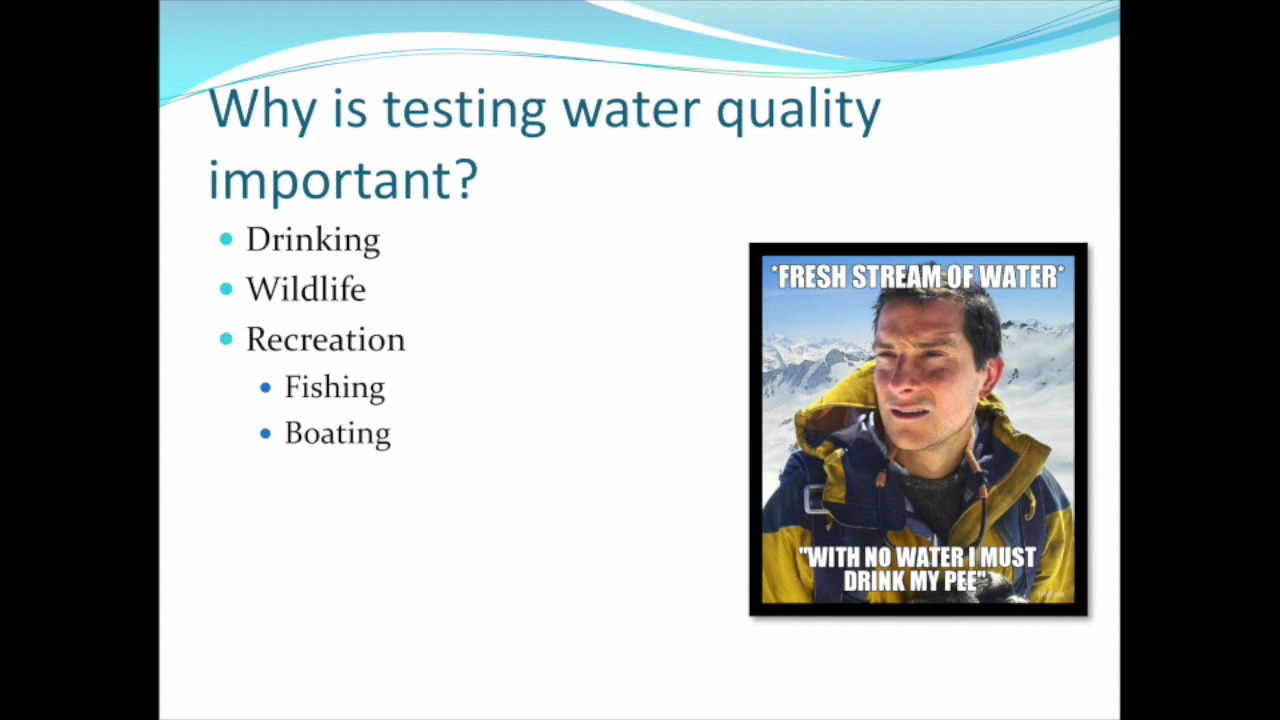 Why is testing water quality
important?
Drinking
Wildlife
Recreation
Fishing
Boating
*FRESH STREAM OF WATER*
"WITH NO WATER I MUST
DRINK MY PEE"